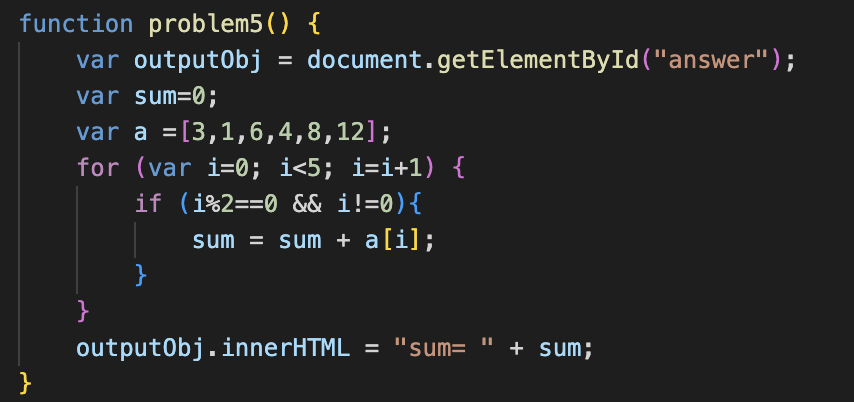 function problem5() {
    var outputObj = document.getElementById("answer");
    var sum=0;
    var a =[3,1,6,4,8,12];
    for (var i=0; i<5; i=i+1) {
        if (i%2==0 && i!=0){
            sum = sum + a[i];
        }
    }
    outputObj.innerHTML = "sum= " + sum;
}